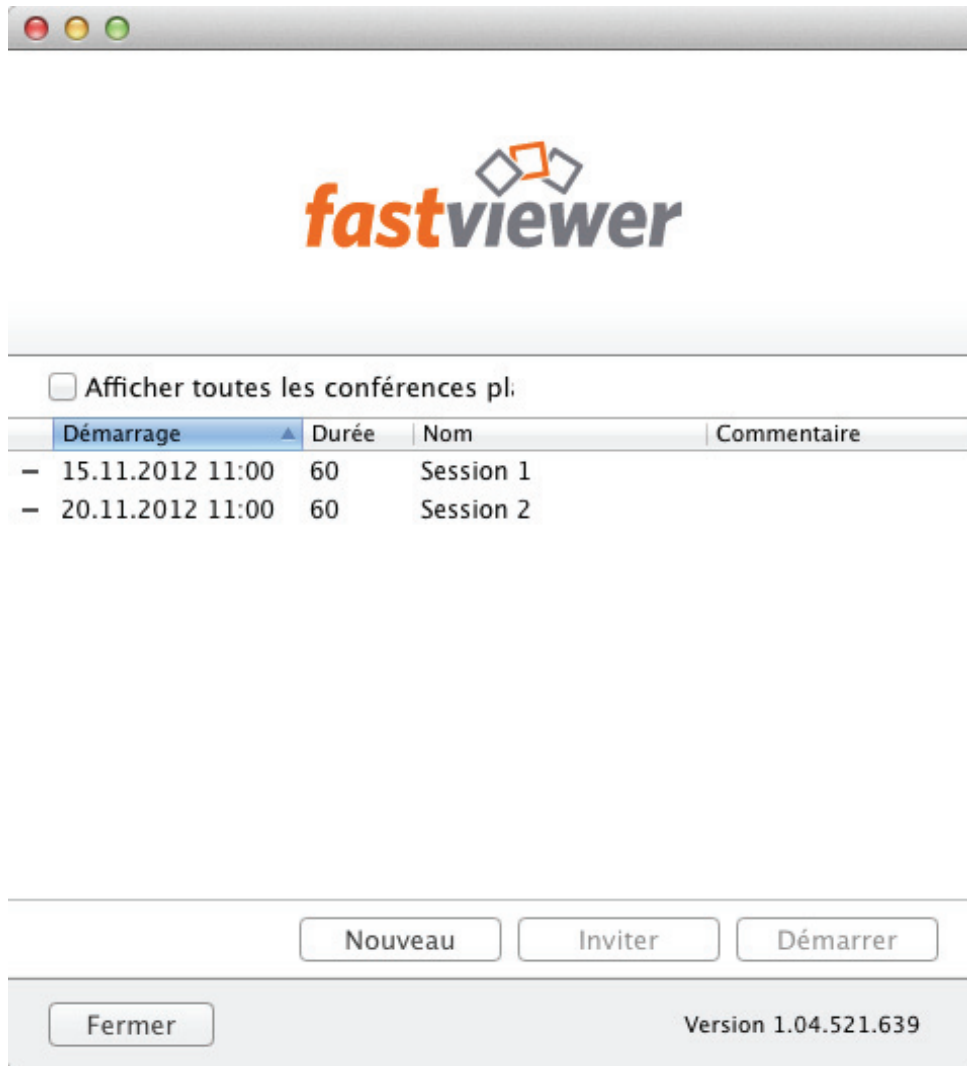 fastviewer
Afficher toutes les conférences
Démarrage Durée Nom Commentaire
15.11.2012 11:00 60 Session 1
20.11.2012 11:00 60 Session 2
Nouveau Inviter Démarrer
Fermer Version 1.04.521.639